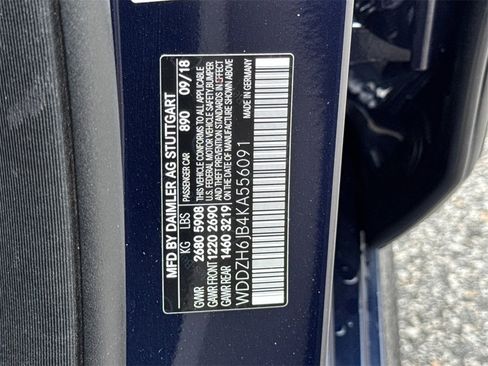 MFD BY DAIMLER AG STUTTGART
KG LBS PASSENGER CAR 890 09/18
GVWR 2680 5908 THIS VEHICLE CONFORMS TO ALL APPLICABLE
GAWR FRONT 1220 2690 U.S. FEDERAL MOTOR VEHICLE SAFETY, BUMPER
AND THEFT PREVENTION STANDARDS IN EFFECT
GAWR REAR 1460 3219 ON THE DATE OF MANUFACTURE SHOWN ABOVE
WDDZH6JB4KA556091 MADE IN GERMANY